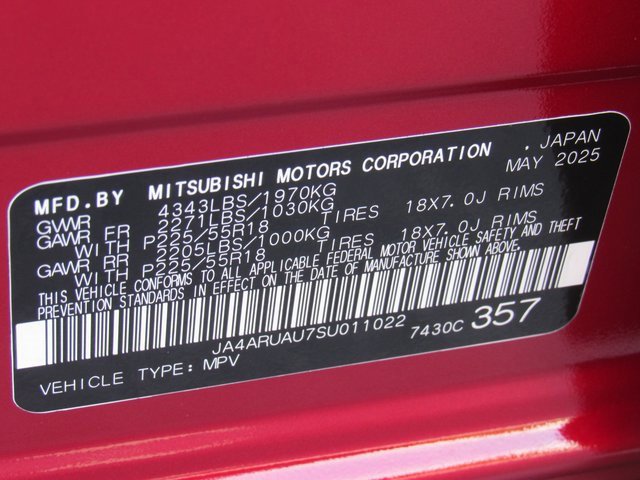 MFD.BY MITSUBISHI MOTORS CORPORATION . JAPAN
MAY 2025
GVWR 4343LBS/1970KG
GAWR FR 2271LBS/1030KG
WITH P225/55R18 TIRES 18X7.0J RIMS
GAWR RR 2205LBS/1000KG
WITH P225/55R18 TIRES 18X7.0J RIMS
THIS VEHICLE CONFORMS TO ALL APPLICABLE FEDERAL MOTOR VEHICLE SAFETY AND THEFT
PREVENTION STANDARDS IN EFFECT ON THE DATE OF MANUFACTURE SHOWN ABOVE.
JA4ARUAU7SU011022 7430C 357
VEHICLE TYPE: MPV